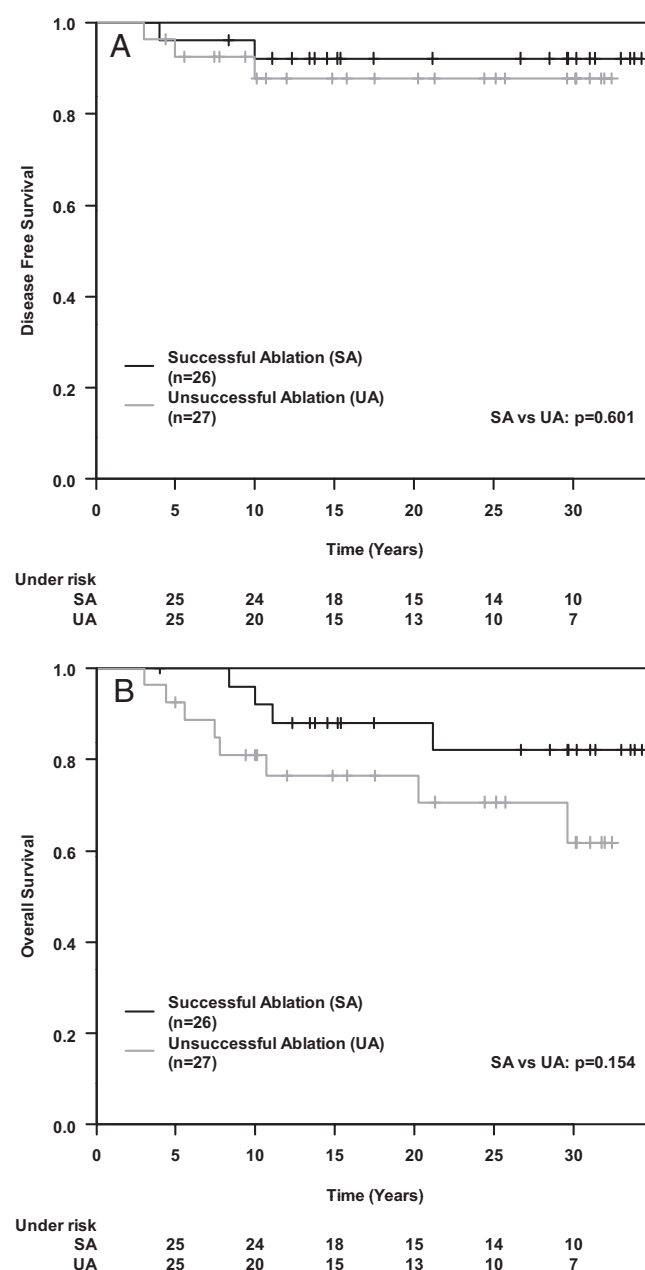 A
1.0
0.8
0.6
0.4
0.2
0.0
Disease Free Survival
Successful Ablation (SA)
(n=26)
Unsuccessful Ablation (UA)
(n=27)
SA vs UA: p=0.601
0 5 10 15 20 25 30
Time (Years)
Under risk
SA 25 24 18 15 14 10
UA 25 20 15 13 10 7
B
1.0
0.8
0.6
0.4
0.2
0.0
Overall Survival
Successful Ablation (SA)
(n=26)
Unsuccessful Ablation (UA)
(n=27)
SA vs UA: p=0.154
0 5 10 15 20 25 30
Time (Years)
Under risk
SA 25 24 18 15 14 10
UA 25 20 15 13 10 7